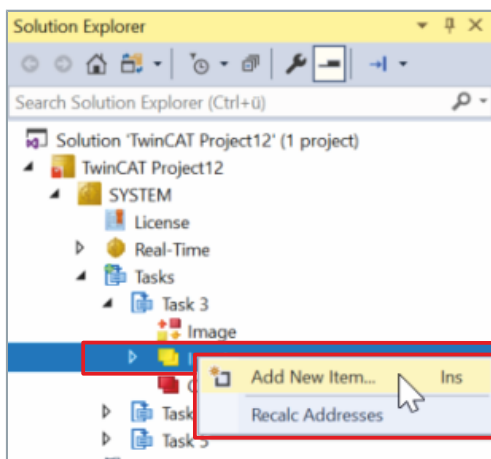 Solution Explorer
Search Solution Explorer (Ctrl+ü)
Solution 'TwinCAT Project12' (1 project)
TwinCAT Project12
SYSTEM
License
Real-Time
Tasks
Task 3
Image
Add New Item... Ins
Recalc Addresses
Task
Task 5